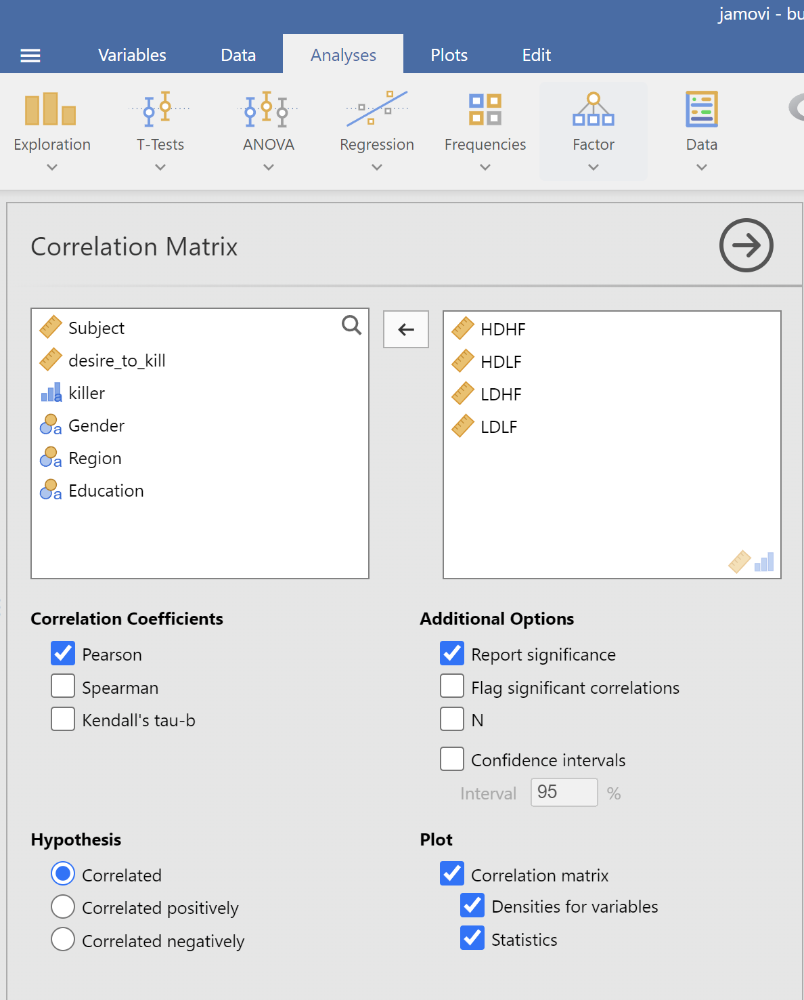 jamovi - bu
Variables Data Analyses Plots Edit
Exploration T-Tests ANOVA Regression Frequencies Factor Data
Correlation Matrix
Subject
desire_to_kill
killer
Gender
Region
Education
HDHF
HDLF
LDHF
LDLF
Correlation Coefficients
Pearson
Spearman
Kendall's tau-b
Additional Options
Report significance
Flag significant correlations
N
Confidence intervals
Interval 95 %
Hypothesis
Correlated
Correlated positively
Correlated negatively
Plot
Correlation matrix
Densities for variables
Statistics